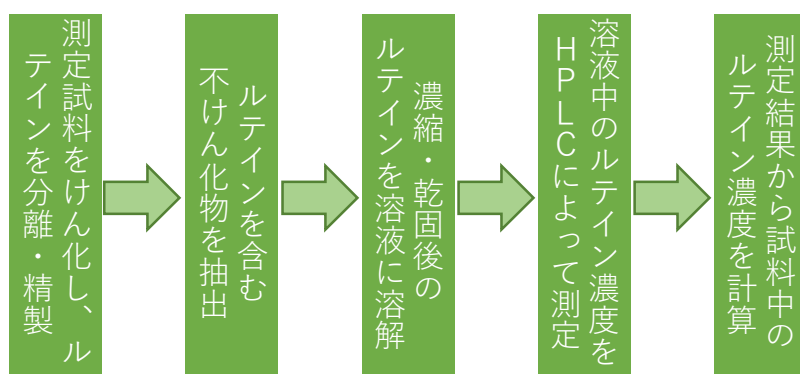 測定試料をけん化し、ル
テインを分離・精製
ルテインを含む
不けん化物を抽出
濃縮・乾固後の
ルテインを溶液に溶解
溶液中のルテイン濃度を
HPLCによって測定
測定結果から試料中の
ルテイン濃度を計算